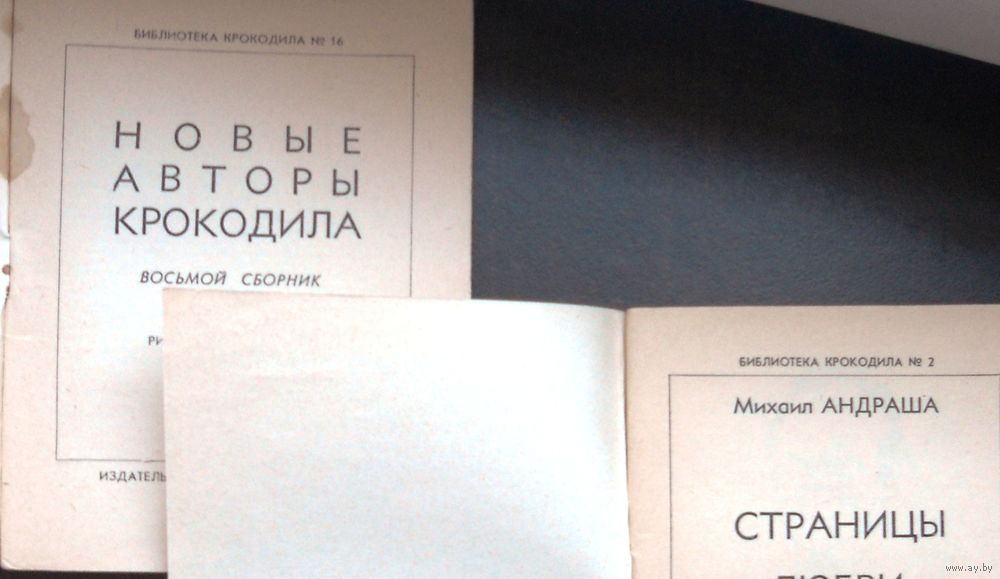 БИБЛИОТЕКА КРОКОДИЛА № 16
НОВЫЕ
АВТОРЫ
КРОКОДИЛА
ВОСЬМОЙ СБОРНИК
БИБЛИОТЕКА КРОКОДИЛА № 2
Михаил АНДРАША
СТРАНИЦЫ
www.ay.by